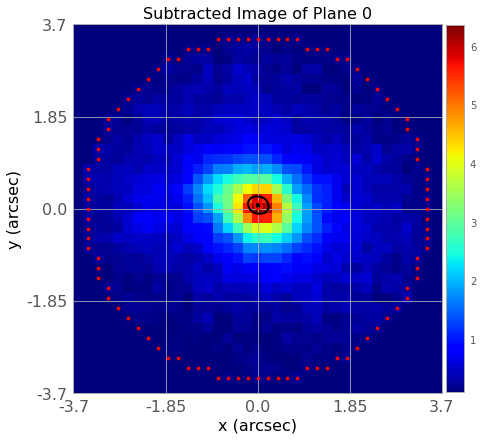 Subtracted Image of Plane 0
3.7
1.85
0.0
-1.85
-3.7
y (arcsec)
-3.7 -1.85 0.0 1.85 3.7
x (arcsec)
6
5
4
3
2
1